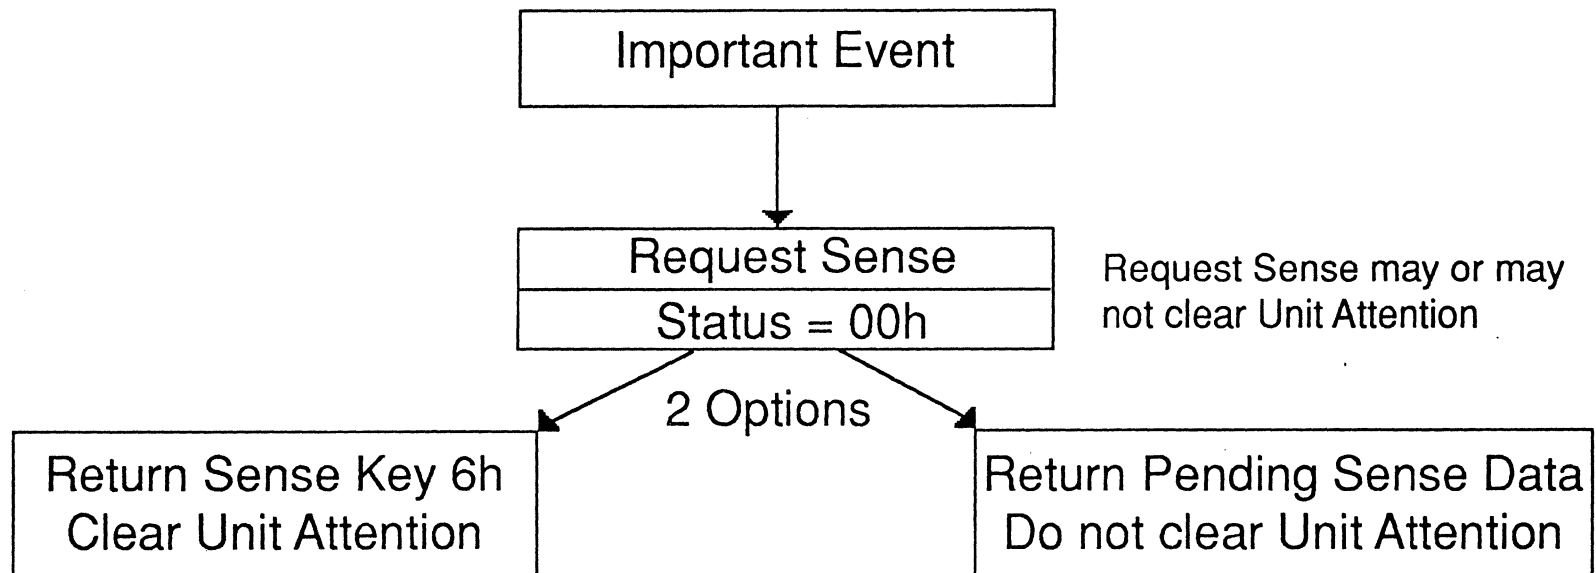 Important Event
Request Sense
Status = 00h
Request Sense may or may
not clear Unit Attention
2 Options
Return Sense Key 6h
Clear Unit Attention
Return Pending Sense Data
Do not clear Unit Attention